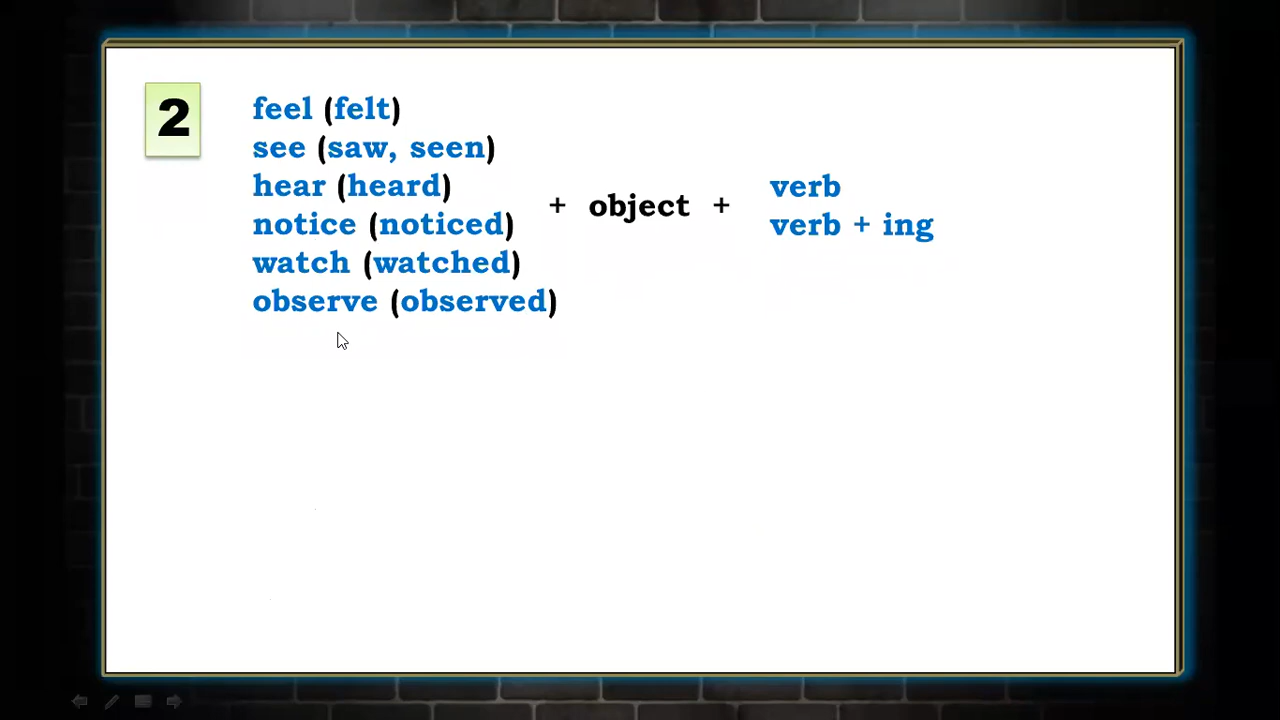 2
feel (felt)
see (saw, seen)
hear (heard)
notice (noticed)
watch (watched)
observe (observed)
+ object +
verb
verb + ing